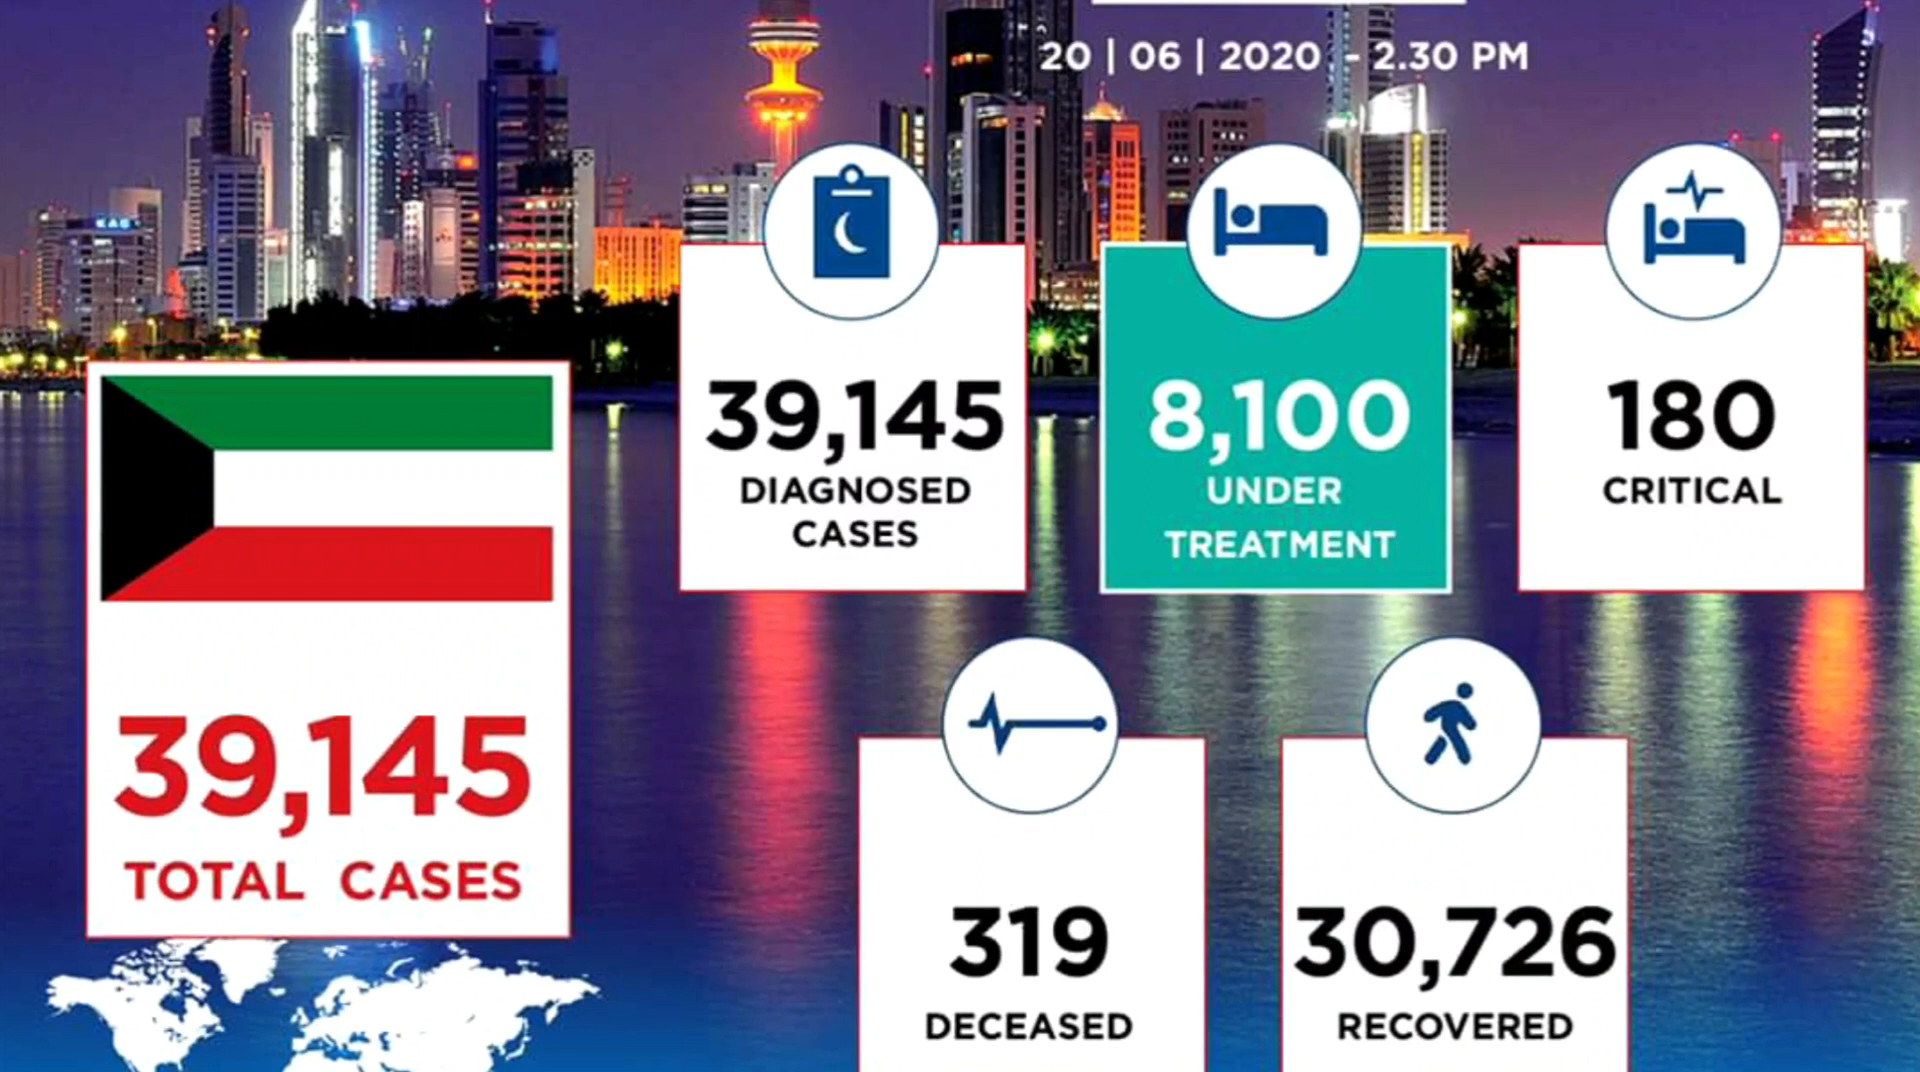 20 | 06 | 2020 - 2.30 PM
39,145
DIAGNOSED
CASES
8,100
UNDER
TREATMENT
180
CRITICAL
39,145
TOTAL CASES
319
DECEASED
30,726
RECOVERED